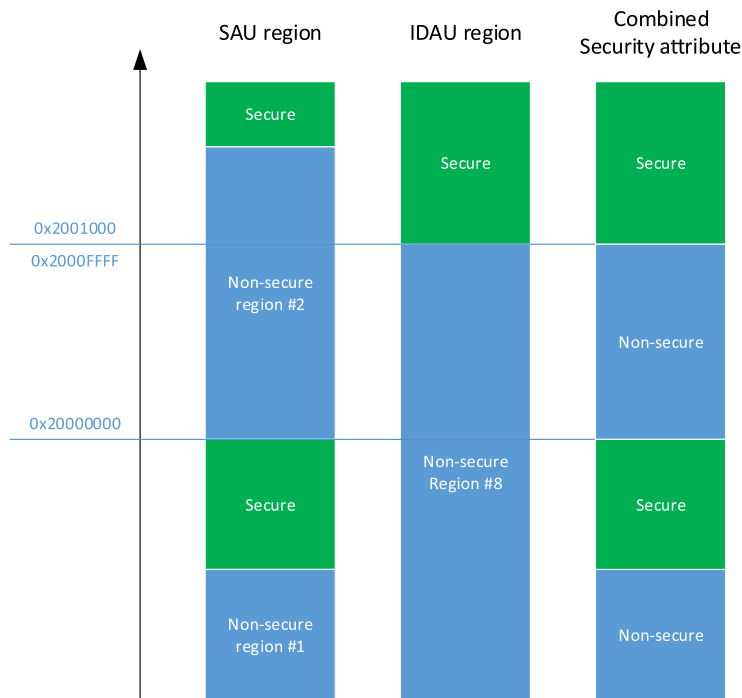 SAU region
IDAU region
Combined
Security attribute
Secure
Secure
Secure
0x2001000
0x2000FFFF
Non-secure
region #2
Non-secure
0x20000000
Non-secure
Region #8
Secure
Secure
Non-secure
region #1
Non-secure